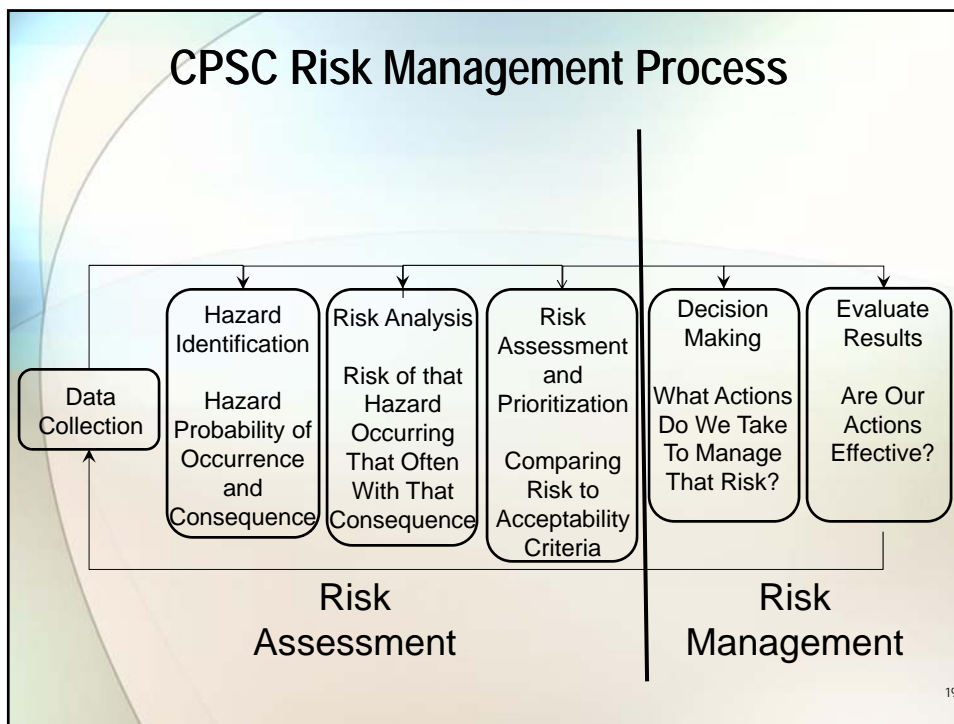 CPSC Risk Management Process
Data
Collection
Hazard
Identification
Hazard
Probability of
Occurrence
and
Consequence
Risk Analysis
Risk of that
Hazard
Occurring
That Often
With That
Consequence
Risk
Assessment
and
Prioritization
Comparing
Risk to
Acceptability
Criteria
Decision
Making
What Actions
Do We Take
To Manage
That Risk?
Evaluate
Results
Are Our
Actions
Effective?
Risk
Assessment
Risk
Management
19